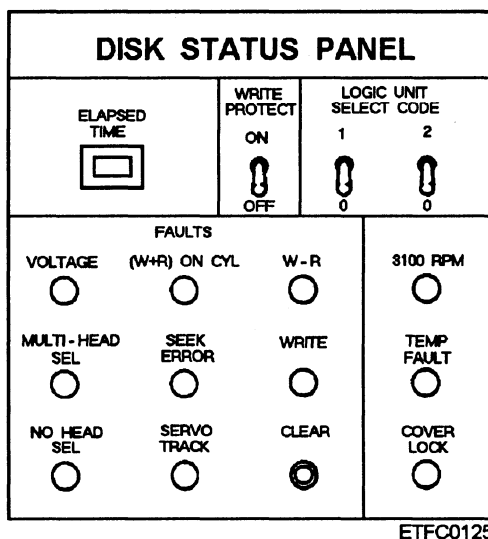 DISK STATUS PANEL
ELAPSED
TIME
WRITE
PROTECT
ON
OFF
LOGIC UNIT
SELECT CODE
1 2
0 0
FAULTS
VOLTAGE (W+R) ON CYL W-R 3100 RPM
MULTI-HEAD
SEL
SEEK
ERROR
WRITE
TEMP
FAULT
NO HEAD
SEL
SERVO
TRACK
CLEAR
COVER
LOCK
ETFC0125